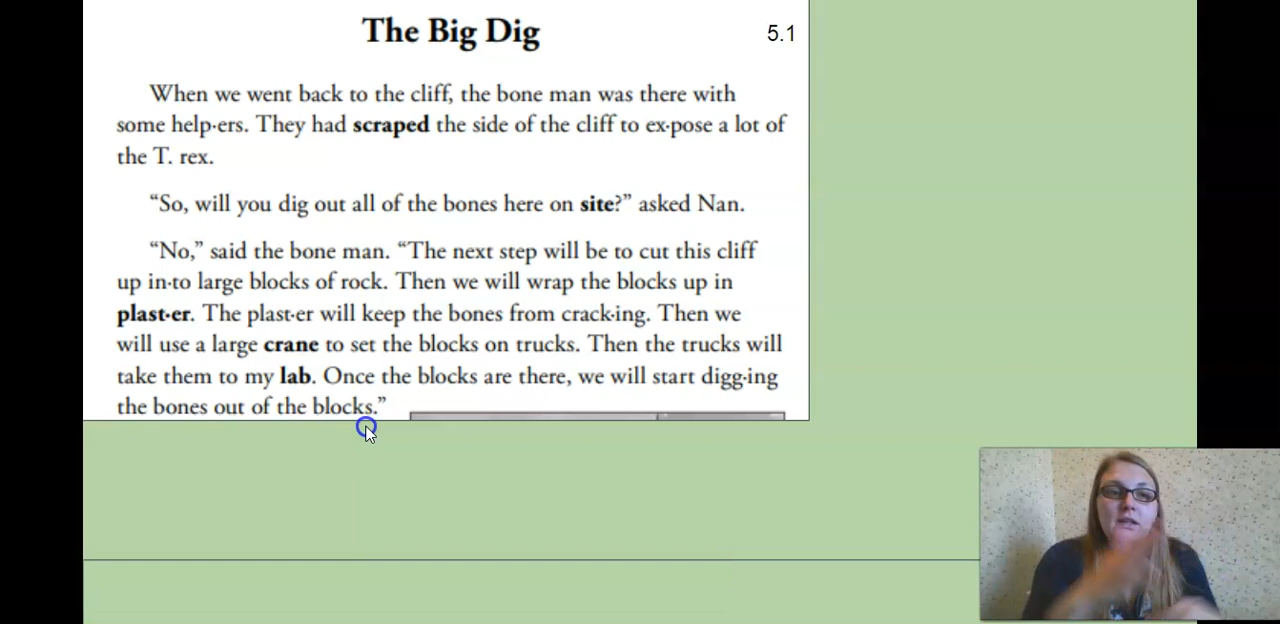 The Big Dig
5.1
When we went back to the cliff, the bone man was there with
some help·ers. They had scraped the side of the cliff to ex·pose a lot of
the T. rex.
“So, will you dig out all of the bones here on site?” asked Nan.
“No,” said the bone man. “The next step will be to cut this cliff
up in·to large blocks of rock. Then we will wrap the blocks up in
plast·er. The plast·er will keep the bones from crack·ing. Then we
will use a large crane to set the blocks on trucks. Then the trucks will
take them to my lab. Once the blocks are there, we will start digg·ing
the bones out of the blocks.”